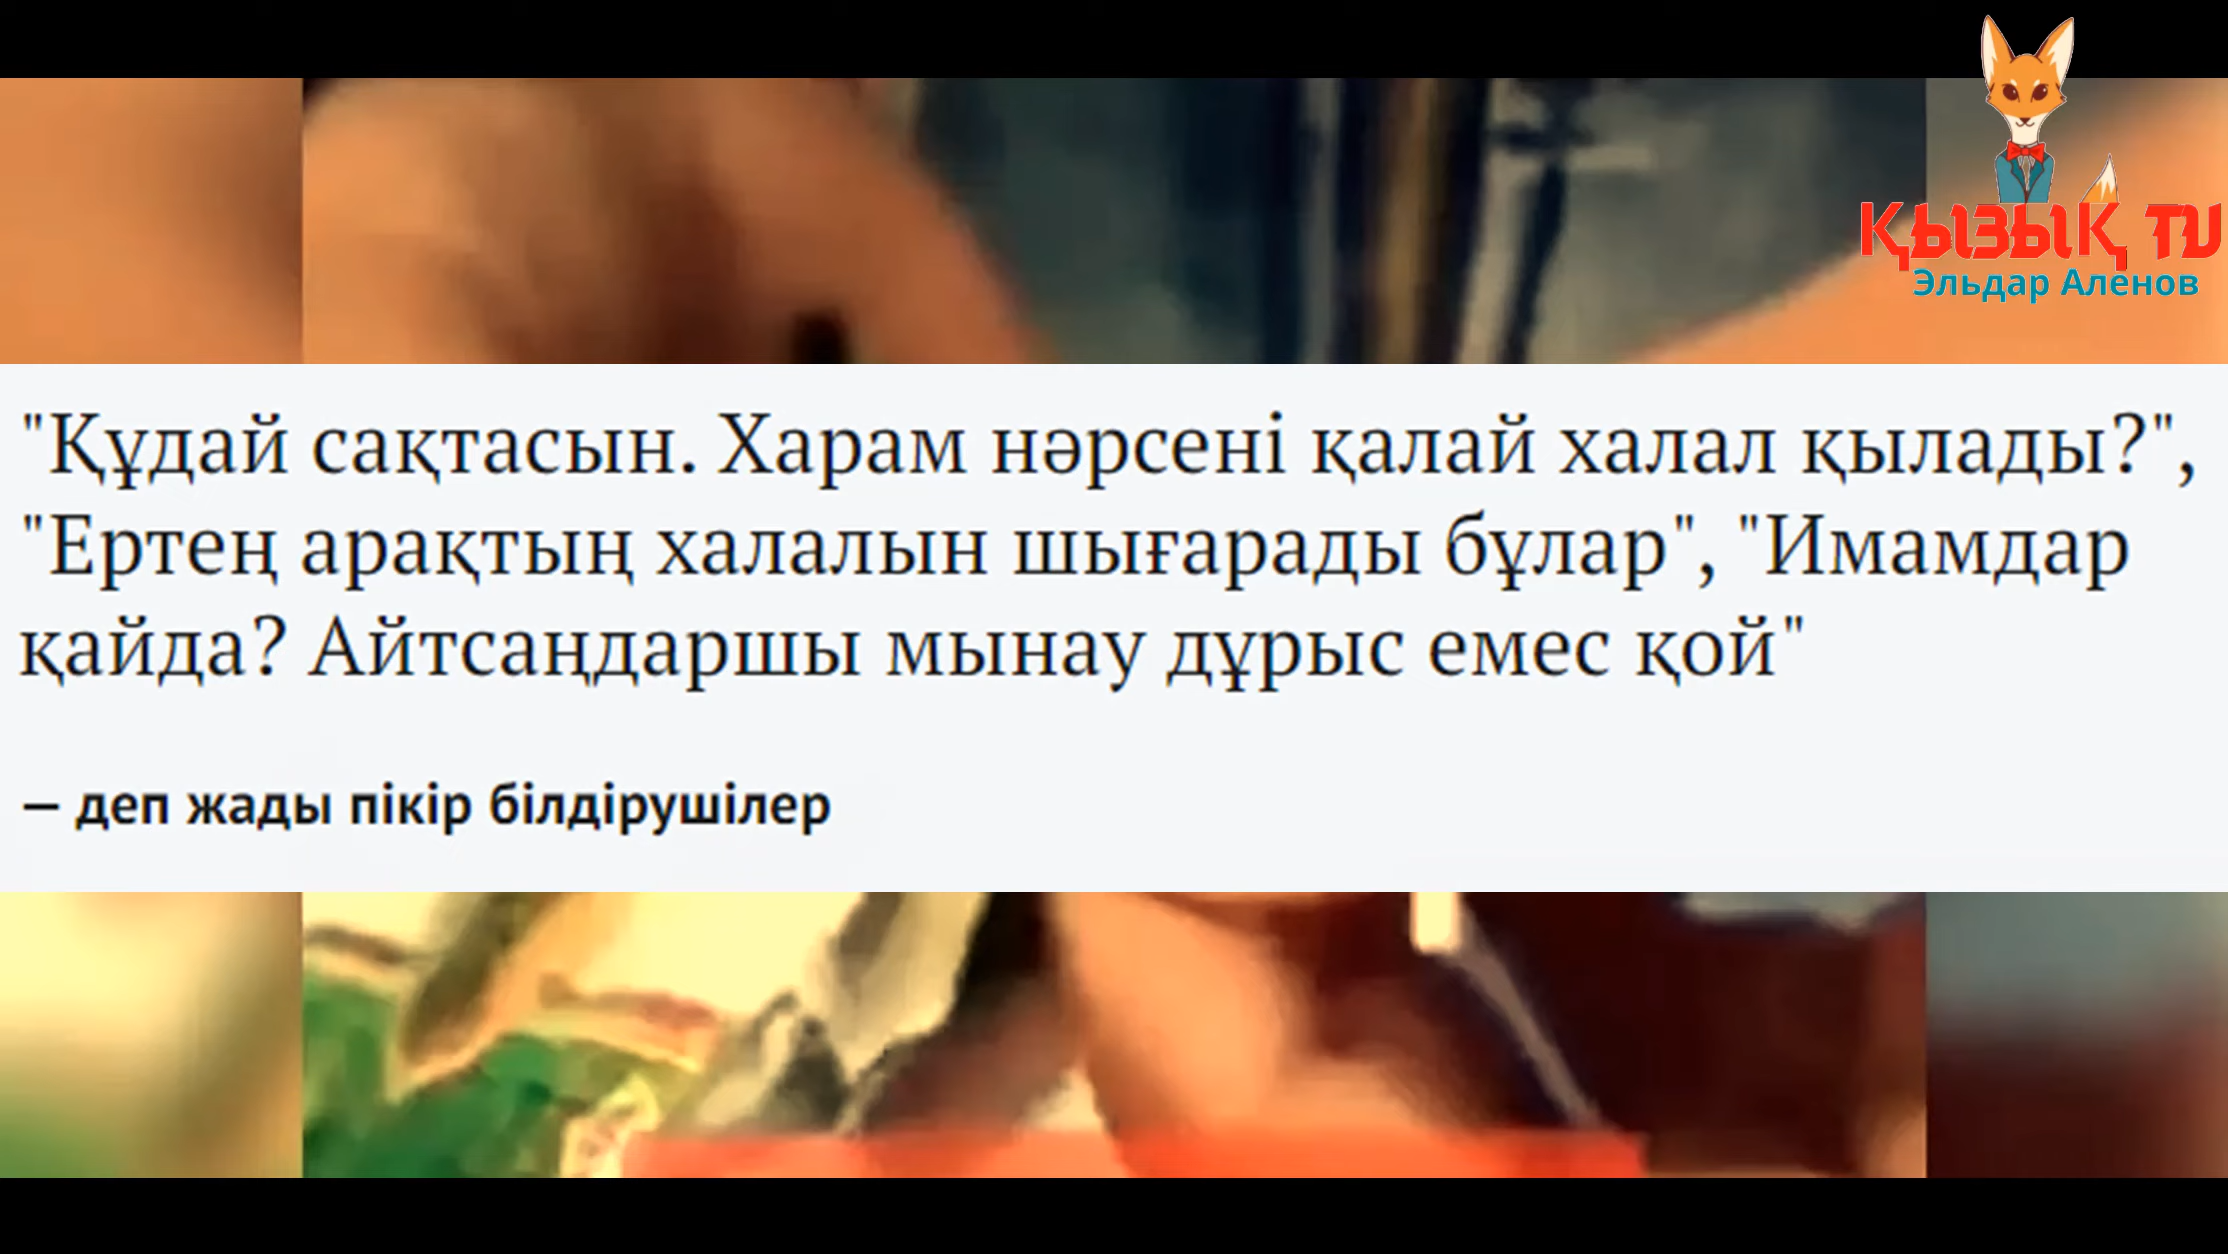 ҚЫЗЫҚ TV
Эльдар Аленов
"Құдай сақтасын. Харам нәрсені қалай халал қылады?",
"Ертең арақтың халалын шығарады бұлар", "Имамдар
қайда? Айтсаңдаршы мынау дұрыс емес қой"
— деп жады пікір білдірушілер